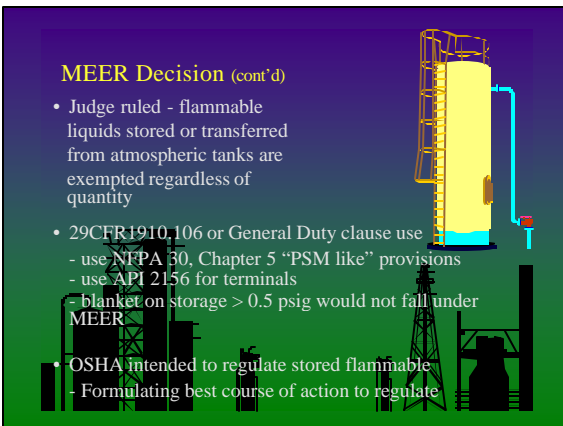 MEER Decision (cont'd)
• Judge ruled - flammable
liquids stored or transferred
from atmospheric tanks are
exempted regardless of
quantity
• 29CFR1910.106 or General Duty clause use
- use NFPA 30, Chapter 5 “PSM like” provisions
- use API 2156 for terminals
- blanket on storage > 0.5 psig would not fall under
MEER
• OSHA intended to regulate stored flammable
- Formulating best course of action to regulate